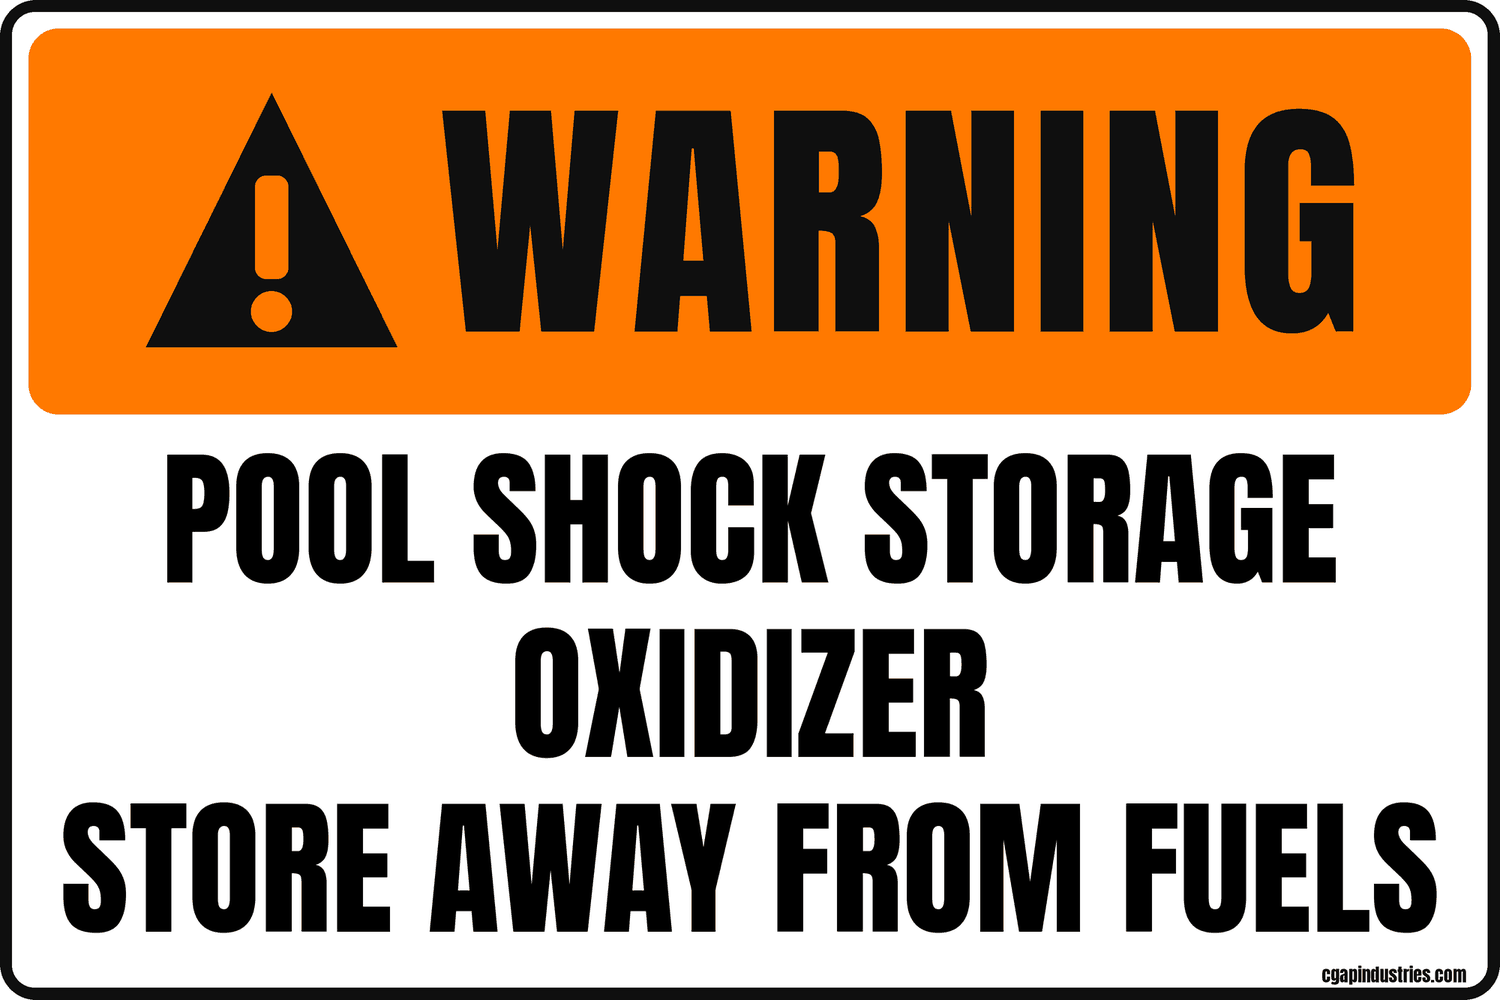 WARNING
POOL SHOCK STORAGE
OXIDIZER
STORE AWAY FROM FUELS
cgapindustries.com